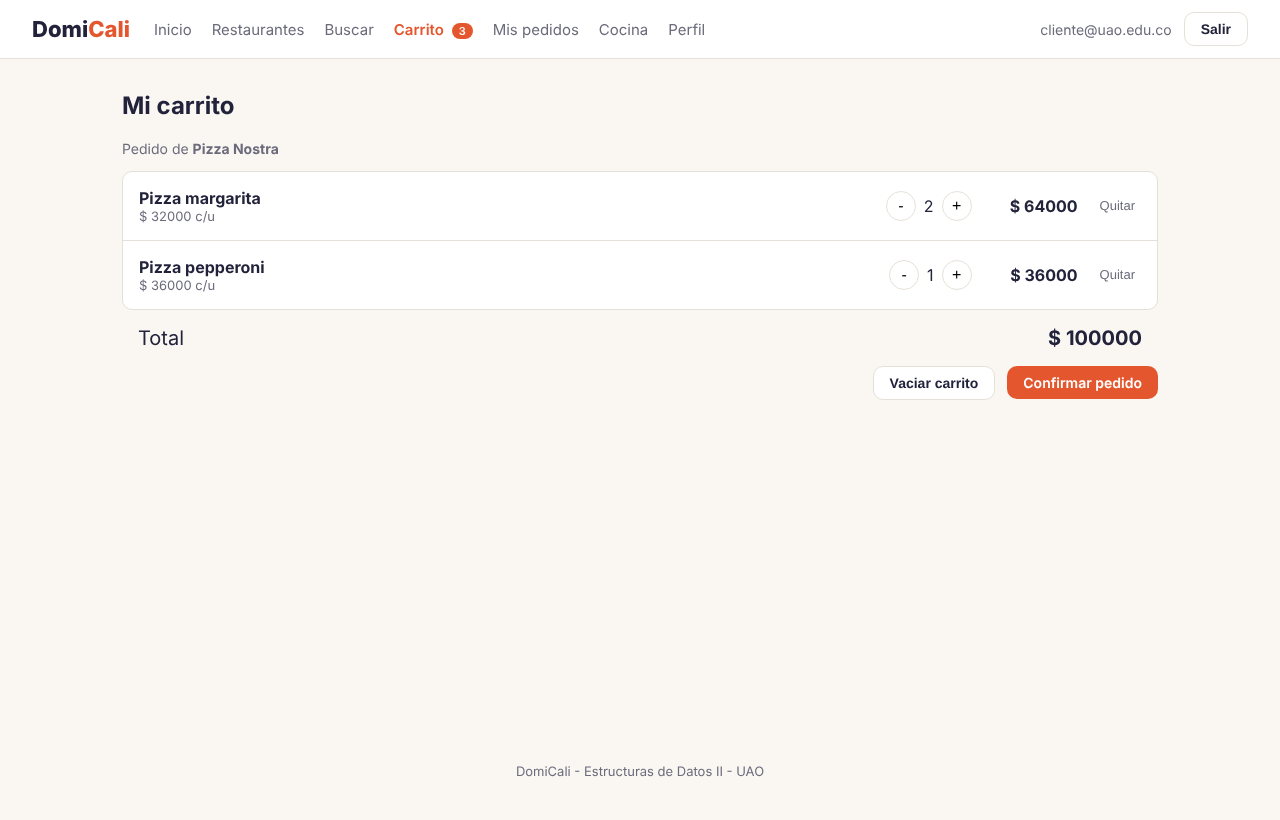 DomiCali Inicio Restaurantes Buscar Carrito 3 Mis pedidos Cocina Perfil cliente@uao.edu.co Salir
Mi carrito
Pedido de Pizza Nostra
Pizza margarita
$ 32000 c/u
- 2 + $ 64000 Quitar
Pizza pepperoni
$ 36000 c/u
- 1 + $ 36000 Quitar
Total $ 100000
Vaciar carrito Confirmar pedido
DomiCali - Estructuras de Datos II - UAO